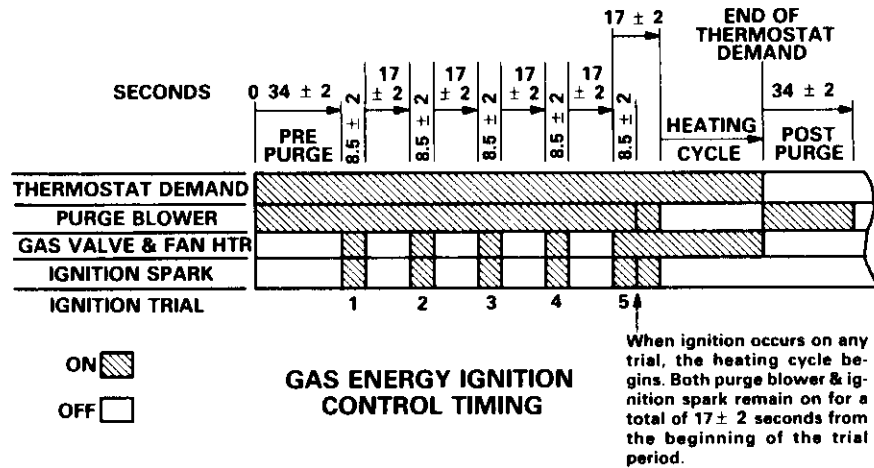 17 ± 2
END OF
THERMOSTAT
DEMAND
SECONDS
0 34 ± 2
17
± 2
17
± 2
17
± 2
17
± 2
34 ± 2
PRE
PURGE
8.5 ± 2
8.5 ± 2
8.5 ± 2
8.5 ± 2
8.5 ± 2
HEATING
CYCLE
POST
PURGE
THERMOSTAT DEMAND
PURGE BLOWER
GAS VALVE & FAN HTR
IGNITION SPARK
IGNITION TRIAL
1
2
3
4
5
ON
OFF
GAS ENERGY IGNITION
CONTROL TIMING
When ignition occurs on any
trial, the heating cycle be-
gins. Both purge blower & ig-
nition spark remain on for a
total of 17± 2 seconds from
the beginning of the trial
period.